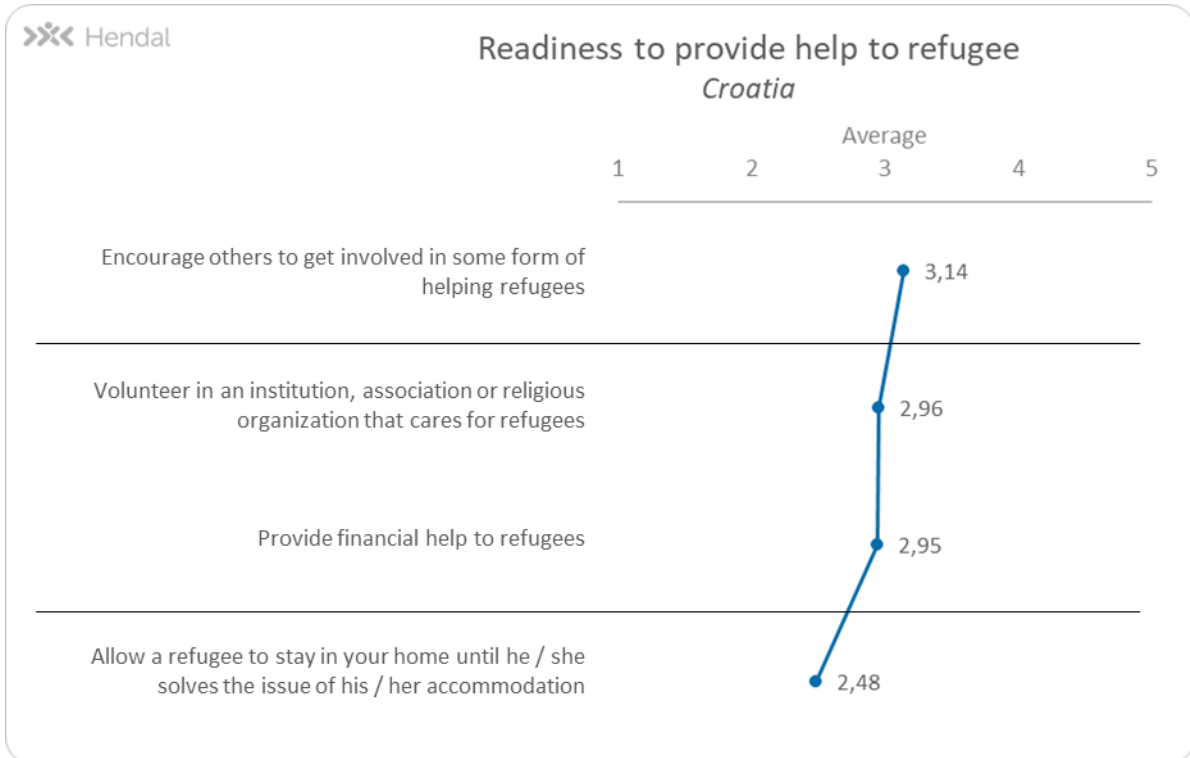 Hendal
Readiness to provide help to refugee
Croatia
Average
1 2 3 4 5
Encourage others to get involved in some form of
helping refugees
3,14
Volunteer in an institution, association or religious
organization that cares for refugees
2,96
Provide financial help to refugees
2,95
Allow a refugee to stay in your home until he / she
solves the issue of his / her accommodation
2,48